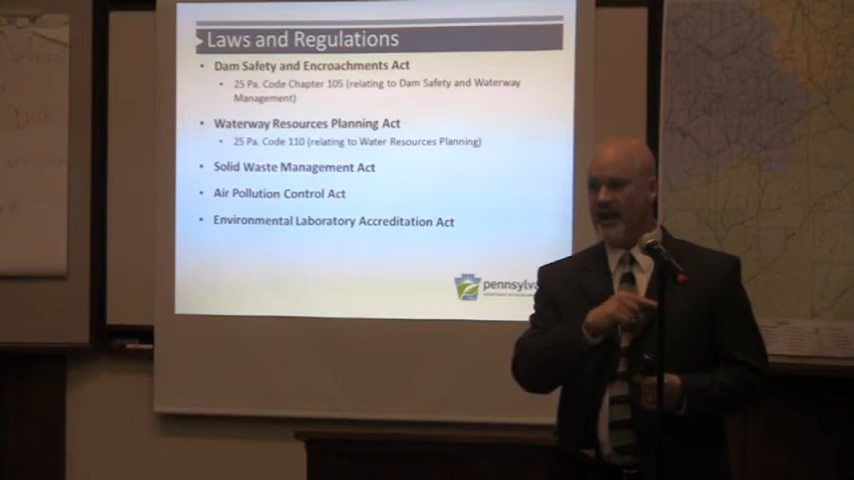 Laws and Regulations
• Dam Safety and Encroachments Act
• 25 Pa. Code Chapter 105 (relating to Dam Safety and Waterway
Management)
• Waterway Resources Planning Act
• 25 Pa. Code 110 (relating to Water Resources Planning)
• Solid Waste Management Act
• Air Pollution Control Act
• Environmental Laboratory Accreditation Act
pennsylva